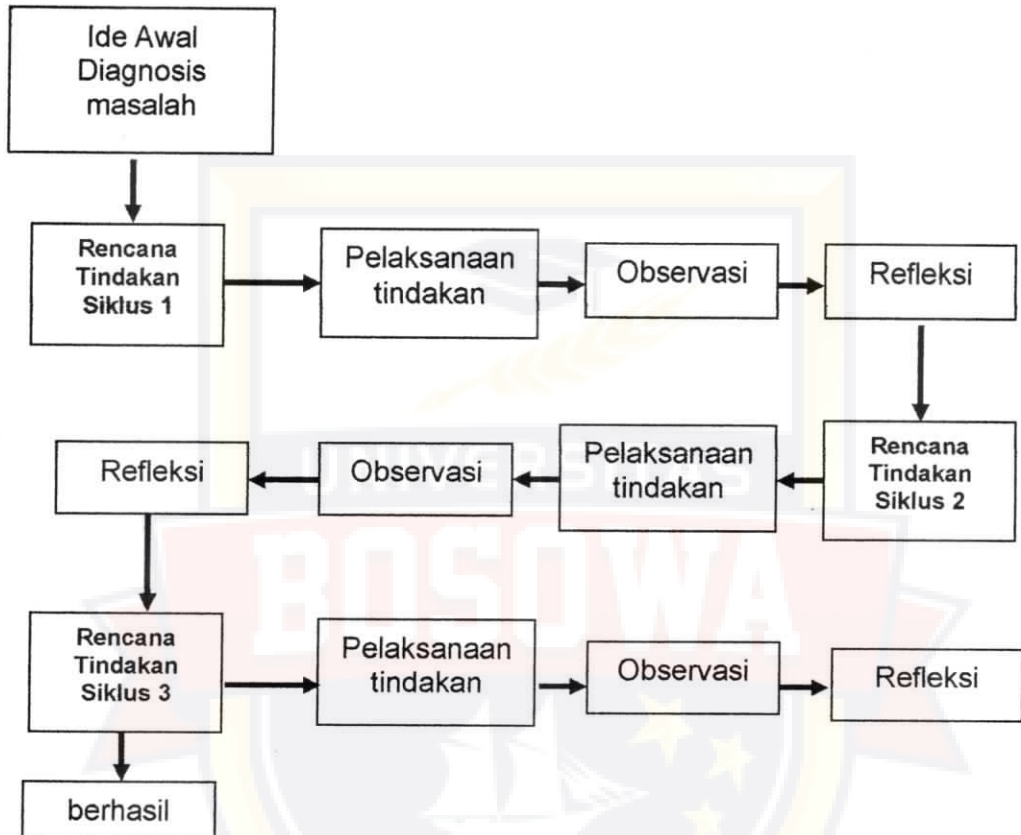 Ide Awal
Diagnosis
masalah
Rencana
Tindakan
Siklus 1
Pelaksanaan
tindakan
Observasi
Refleksi
Rencana
Tindakan
Siklus 2
Pelaksanaan
tindakan
Observasi
Refleksi
Rencana
Tindakan
Siklus 3
Pelaksanaan
tindakan
Observasi
Refleksi
berhasil
UNIVERSITAS
BOSOWA